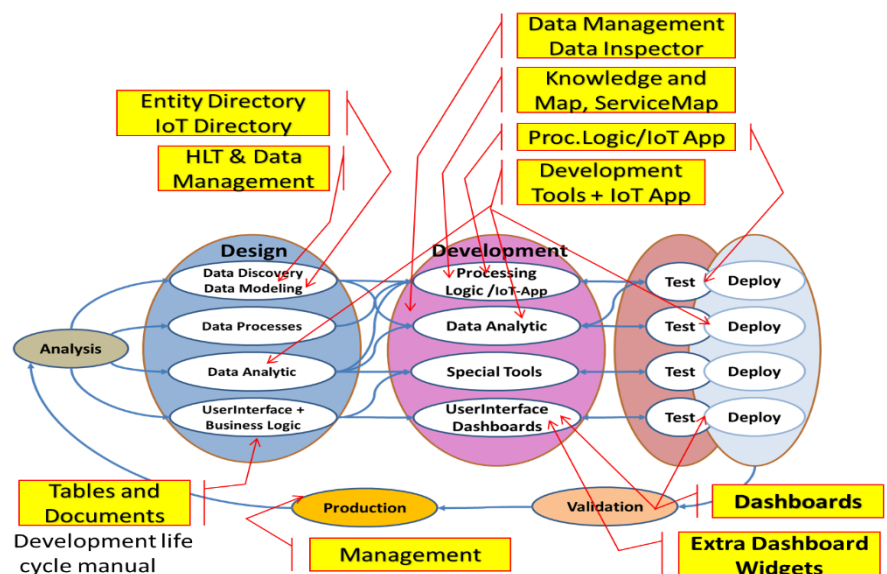 Data Management
Data Inspector
Knowledge and
Map, ServiceMap
Entity Directory
IoT Directory
Proc.Logic/IoT App
HLT & Data
Management
Development
Tools + IoT App
Design
Development
Data Discovery
Data Modeling
Processing
Logic /IoT-App
Test
Deploy
Data Processes
Data Analytic
Test
Deploy
Analysis
Data Analytic
Special Tools
Test
Deploy
UserInterface +
Business Logic
UserInterface
Dashboards
Test
Deploy
Tables and
Documents
Development life
cycle manual
Production
Validation
Dashboards
Management
Extra Dashboard
Widgets